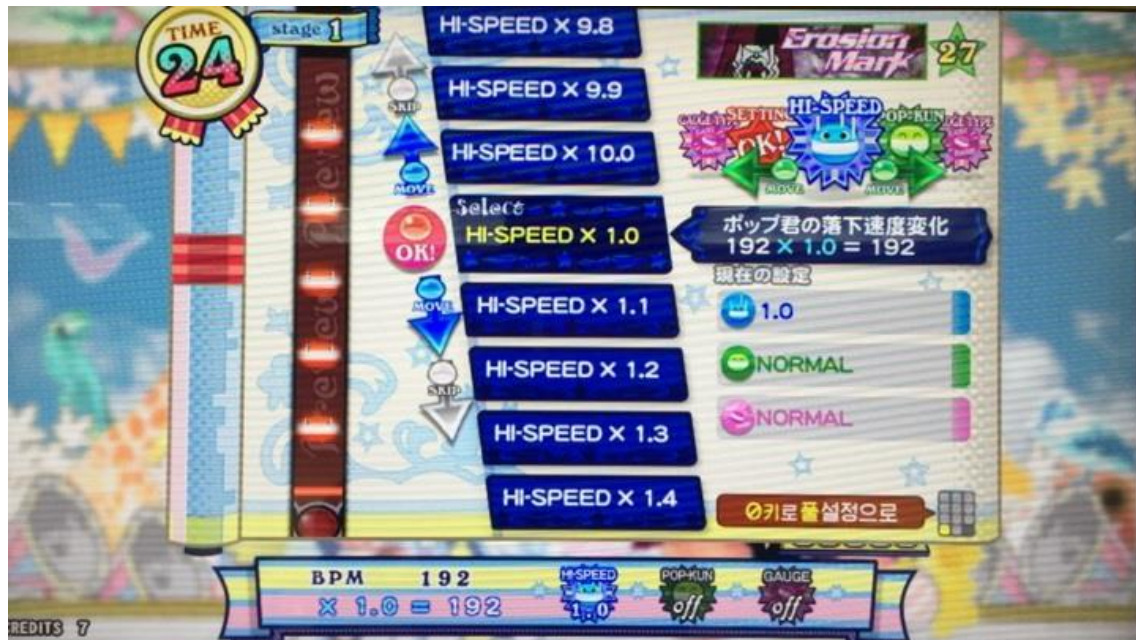 TIME
24
stage 1
HI-SPEED × 9.8
HI-SPEED × 9.9
HI-SPEED × 10.0
Select
HI-SPEED × 1.0
HI-SPEED × 1.1
HI-SPEED × 1.2
HI-SPEED × 1.3
HI-SPEED × 1.4
SKIP
MOVE
OK!
MOVE
SKIP
Erosion
Mark
27
SETTING
OK!
HI-SPEED
MOVE
MOVE
ポップ君の落下速度変化
192 × 1.0 = 192
現在の設定
1.0
NORMAL
NORMAL
0키로풀설정으로
BPM 192
× 1.0 = 192
HI-SPEED
1.0
POP-KUN
off
GAUGE
off
CREDITS 7